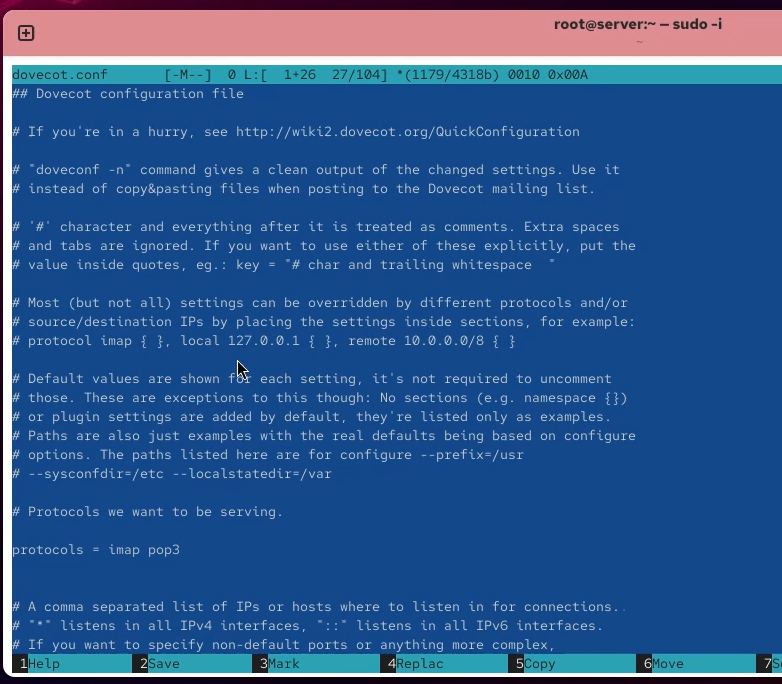 root@server:~ — sudo -i
~
dovecot.conf [-M--] 0 L:[ 1+26 27/104] *(1179/4318b) 0010 0x00A
## Dovecot configuration file
# If you're in a hurry, see http://wiki2.dovecot.org/QuickConfiguration
# "doveconf -n" command gives a clean output of the changed settings. Use it
# instead of copy&pasting files when posting to the Dovecot mailing list.
# '#' character and everything after it is treated as comments. Extra spaces
# and tabs are ignored. If you want to use either of these explicitly, put the
# value inside quotes, eg.: key = "# char and trailing whitespace  "
# Most (but not all) settings can be overridden by different protocols and/or
# source/destination IPs by placing the settings inside sections, for example:
# protocol imap { }, local 127.0.0.1 { }, remote 10.0.0.0/8 { }
# Default values are shown for each setting, it's not required to uncomment
# those. These are exceptions to this though: No sections (e.g. namespace {})
# or plugin settings are added by default, they're listed only as examples.
# Paths are also just examples with the real defaults being based on configure
# options. The paths listed here are for configure --prefix=/usr
# --sysconfdir=/etc --localstatedir=/var
# Protocols we want to be serving.
protocols = imap pop3
# A comma separated list of IPs or hosts where to listen in for connections..
# "*" listens in all IPv4 interfaces, "::" listens in all IPv6 interfaces.
# If you want to specify non-default ports or anything more complex,
1Help 2Save 3Mark 4Replac 5Copy 6Move 7